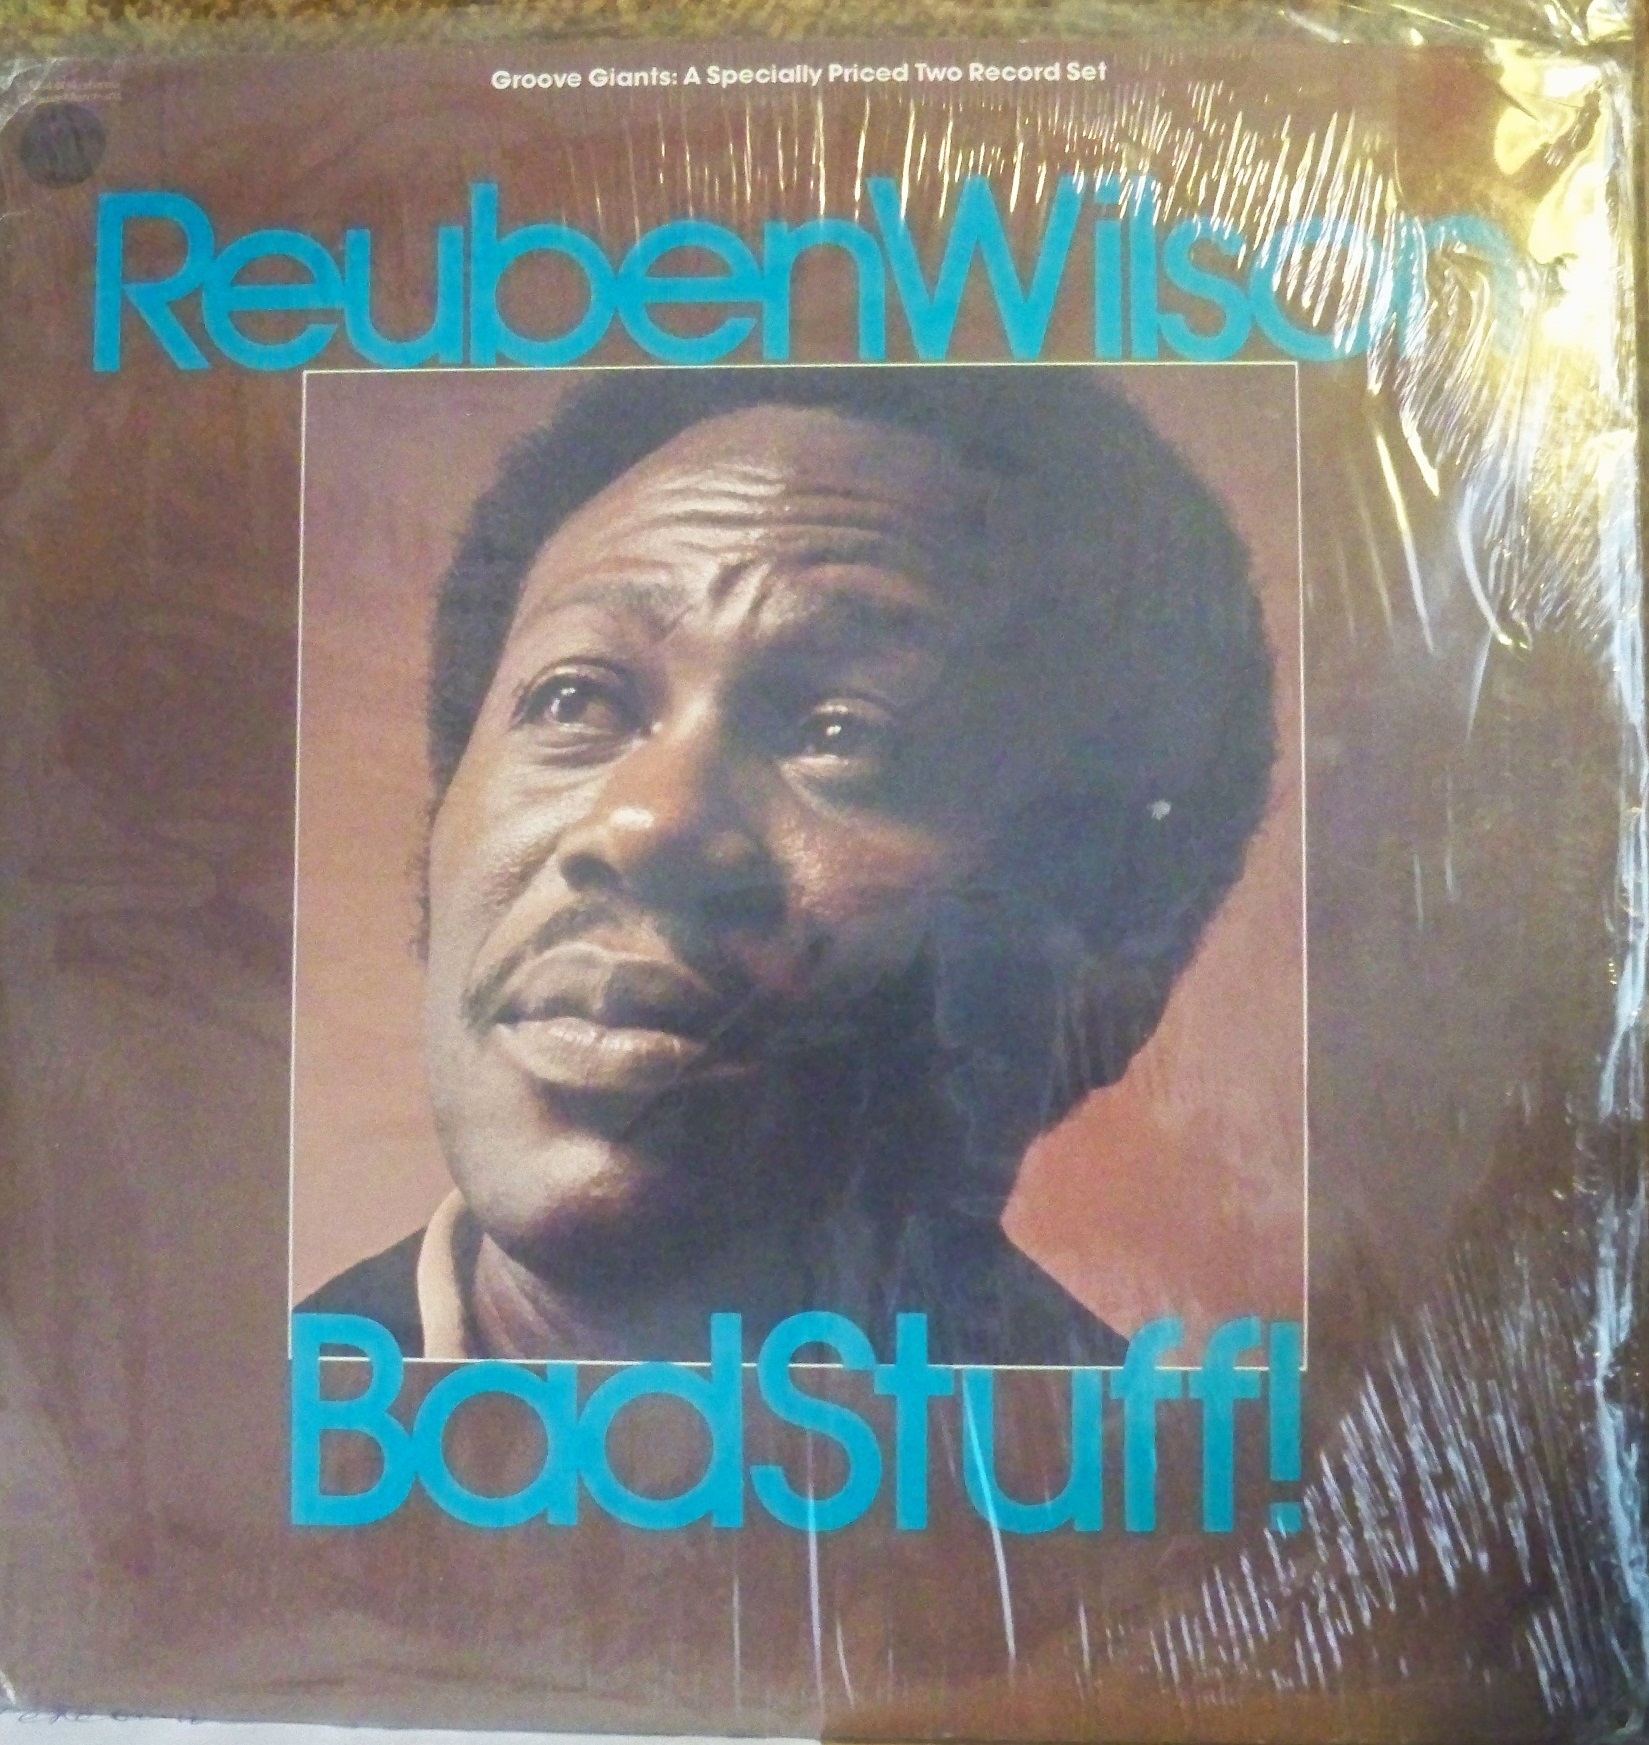 Groove Giants: A Specially Priced Two Record Set
ReubenWilson
BadStuff!